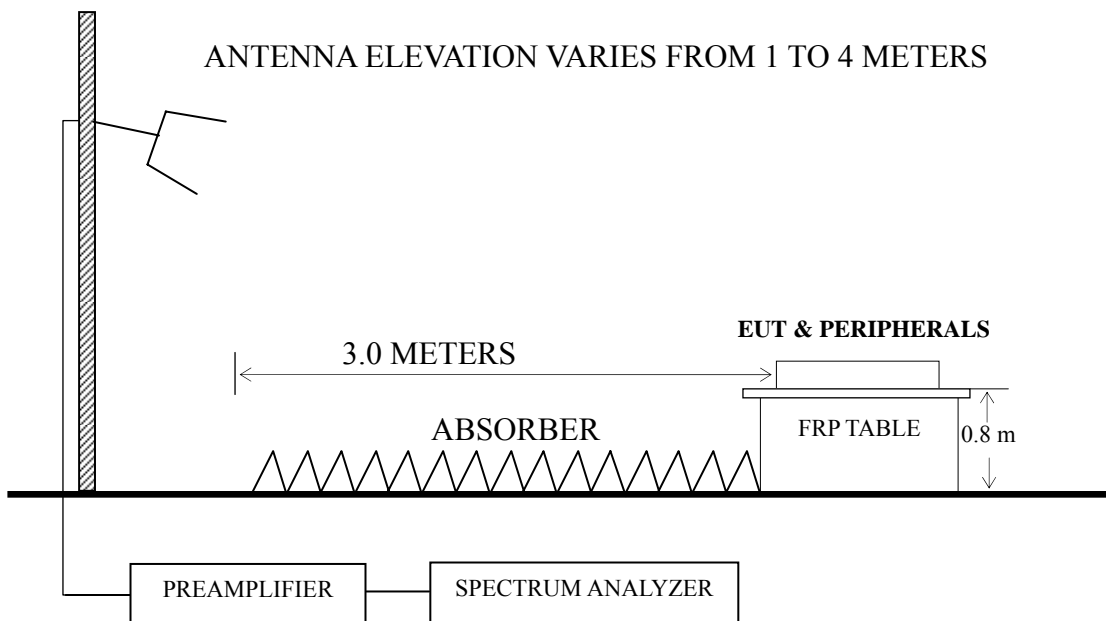 ANTENNA ELEVATION VARIES FROM 1 TO 4 METERS
EUT & PERIPHERALS
3.0 METERS
ABSORBER
FRP TABLE
0.8 m
PREAMPLIFIER
SPECTRUM ANALYZER